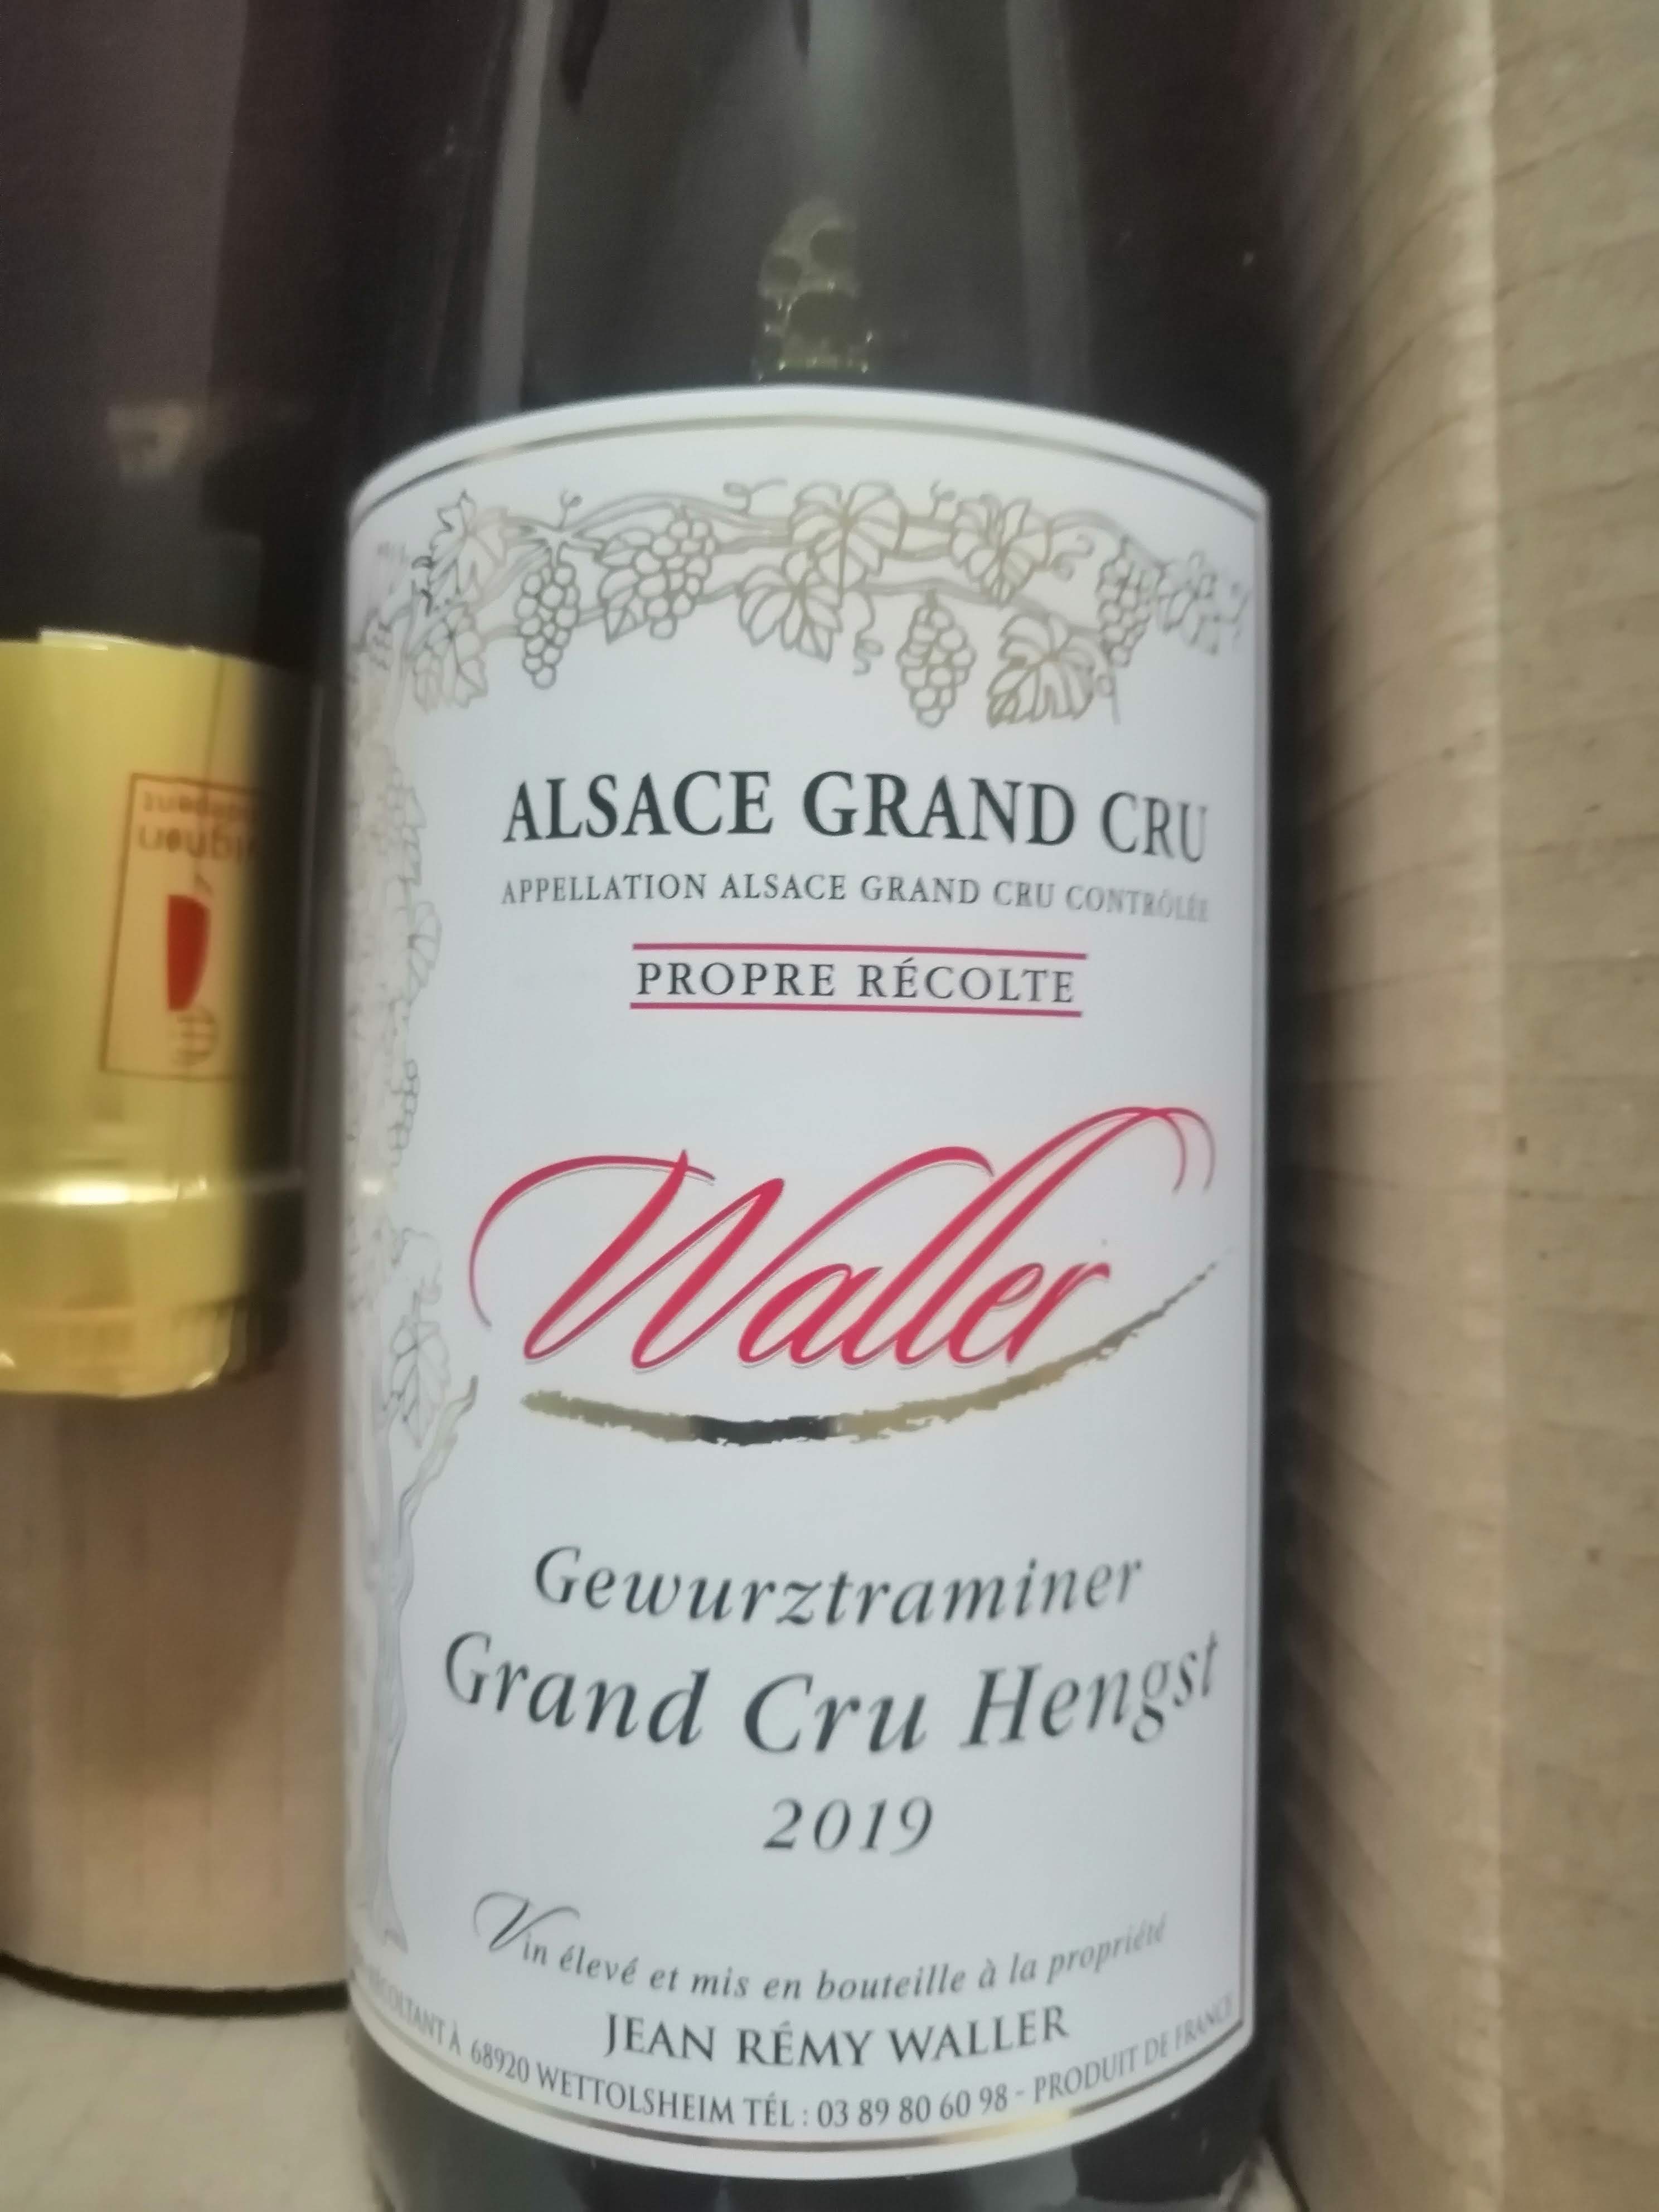 ALSACE GRAND CRU
APPELLATION ALSACE GRAND CRU CONTRÔLÉE
PROPRE RÉCOLTE
Waller
Gewurztraminer
Grand Cru Hengst
2019
Vin élevé et mis en bouteille à la propriété
JEAN RÉMY WALLER
À 68920 WETTOLSHEIM TÉL : 03 89 80 60 98 - PRODUIT DE FRANCE